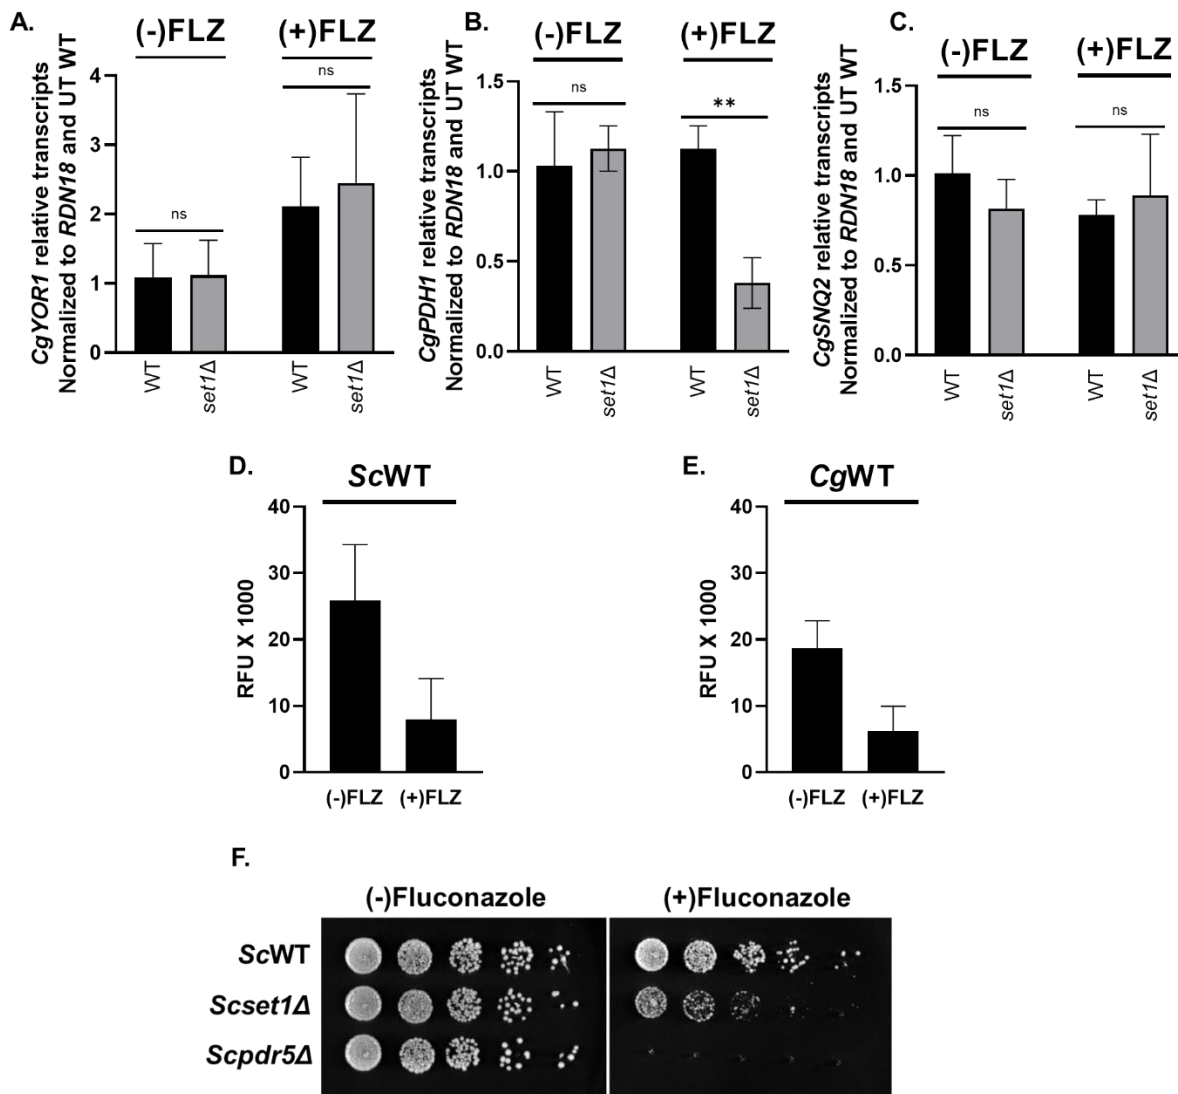 A.
(-)FLZ
(+)FLZ
CgYOR1 relative transcripts
Normalized to RDN18 and UT WT
4
3
2
1
0
ns
ns
WT
set1Δ
WT
set1Δ
B.
(-)FLZ
(+)FLZ
CgPDH1 relative transcripts
Normalized to RDN18 and UT WT
1.5
1.0
0.5
0.0
ns
**
WT
set1Δ
WT
set1Δ
C.
(-)FLZ
(+)FLZ
CgSNQ2 relative transcripts
Normalized to RDN18 and UT WT
1.5
1.0
0.5
0.0
ns
ns
WT
set1Δ
WT
set1Δ
D.
ScWT
RFU X 1000
40
30
20
10
0
(-)FLZ
(+)FLZ
E.
CgWT
RFU X 1000
40
30
20
10
0
(-)FLZ
(+)FLZ
F.
(-)Fluconazole
(+)Fluconazole
ScWT
Scset1Δ
Scpdr5Δ